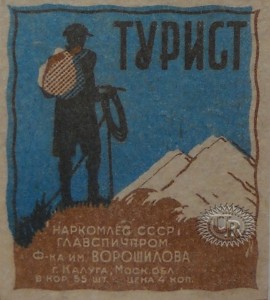 ТУРИСТ
НАРКОМЛЕС СССР
ГЛАВСПИЧПРОМ
Ф-КА ИМ. ВОРОШИЛОВА
Г. КАЛУГА, МОСК. ОБЛ.
В КОР. 55 ШТ. ЦЕНА 4 КОП.